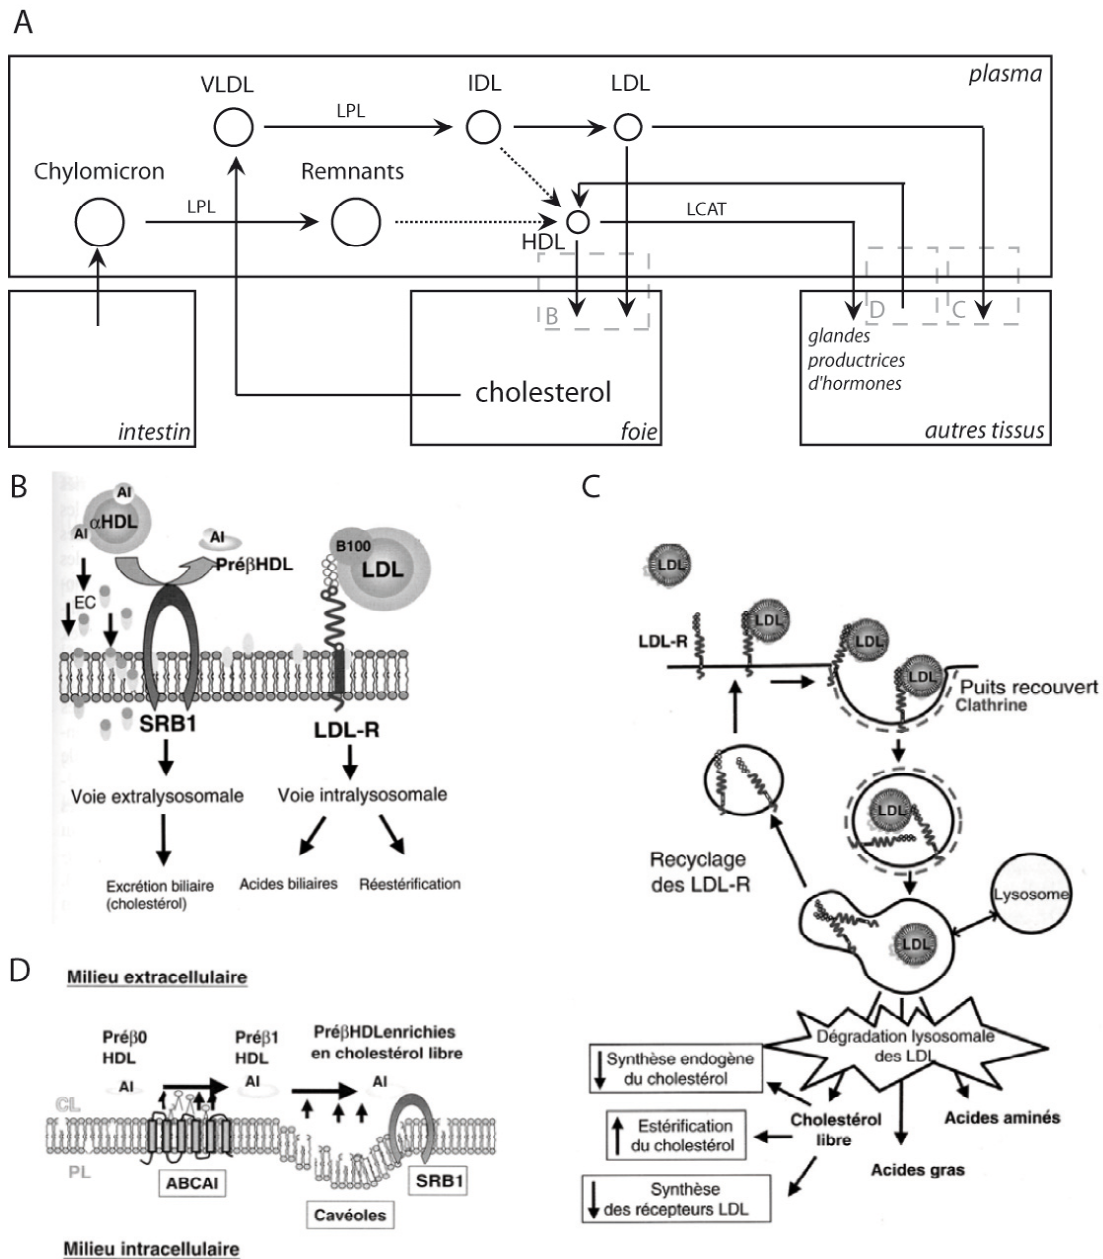 A
plasma
VLDL
IDL
LDL
LPL
Chylomicron
Remnants
LPL
LCAT
HDL
B
D
C
glandes
productrices
d'hormones
cholesterol
intestin
foie
autres tissus
B
AI
αHDL
AI
AI
PréβHDL
EC
B100
LDL
SRB1
LDL-R
Voie extralysosomale
Voie intralysosomale
Excrétion biliaire
(cholestérol)
Acides biliaires
Réestérification
C
LDL
LDL-R
LDL
LDL
LDL
Puits recouvert
Clathrine
LDL
Recyclage
des LDL-R
Lysosome
LDL
Dégradation lysosomale
des LDL
Synthèse endogène
du cholestérol
Estérification
du cholestérol
Synthèse
des récepteurs LDL
Cholestérol
libre
Acides aminés
Acides gras
D
Milieu extracellulaire
Préβ0
HDL
Préβ1
HDL
PréβHDLenrichies
en cholestérol libre
AI
AI
AI
CL
PL
ABCAI
Cavéoles
SRB1
Milieu intracellulaire